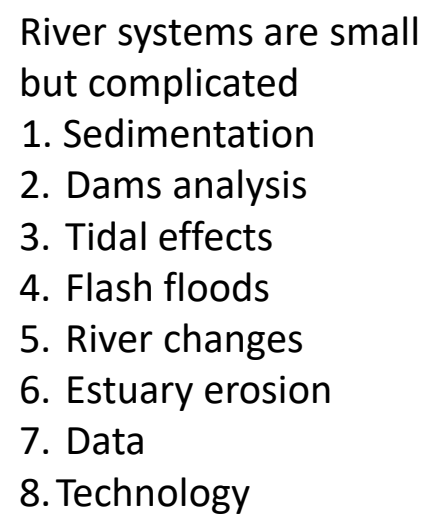 River systems are small
but complicated
1. Sedimentation
2. Dams analysis
3. Tidal effects
4. Flash floods
5. River changes
6. Estuary erosion
7. Data
8. Technology